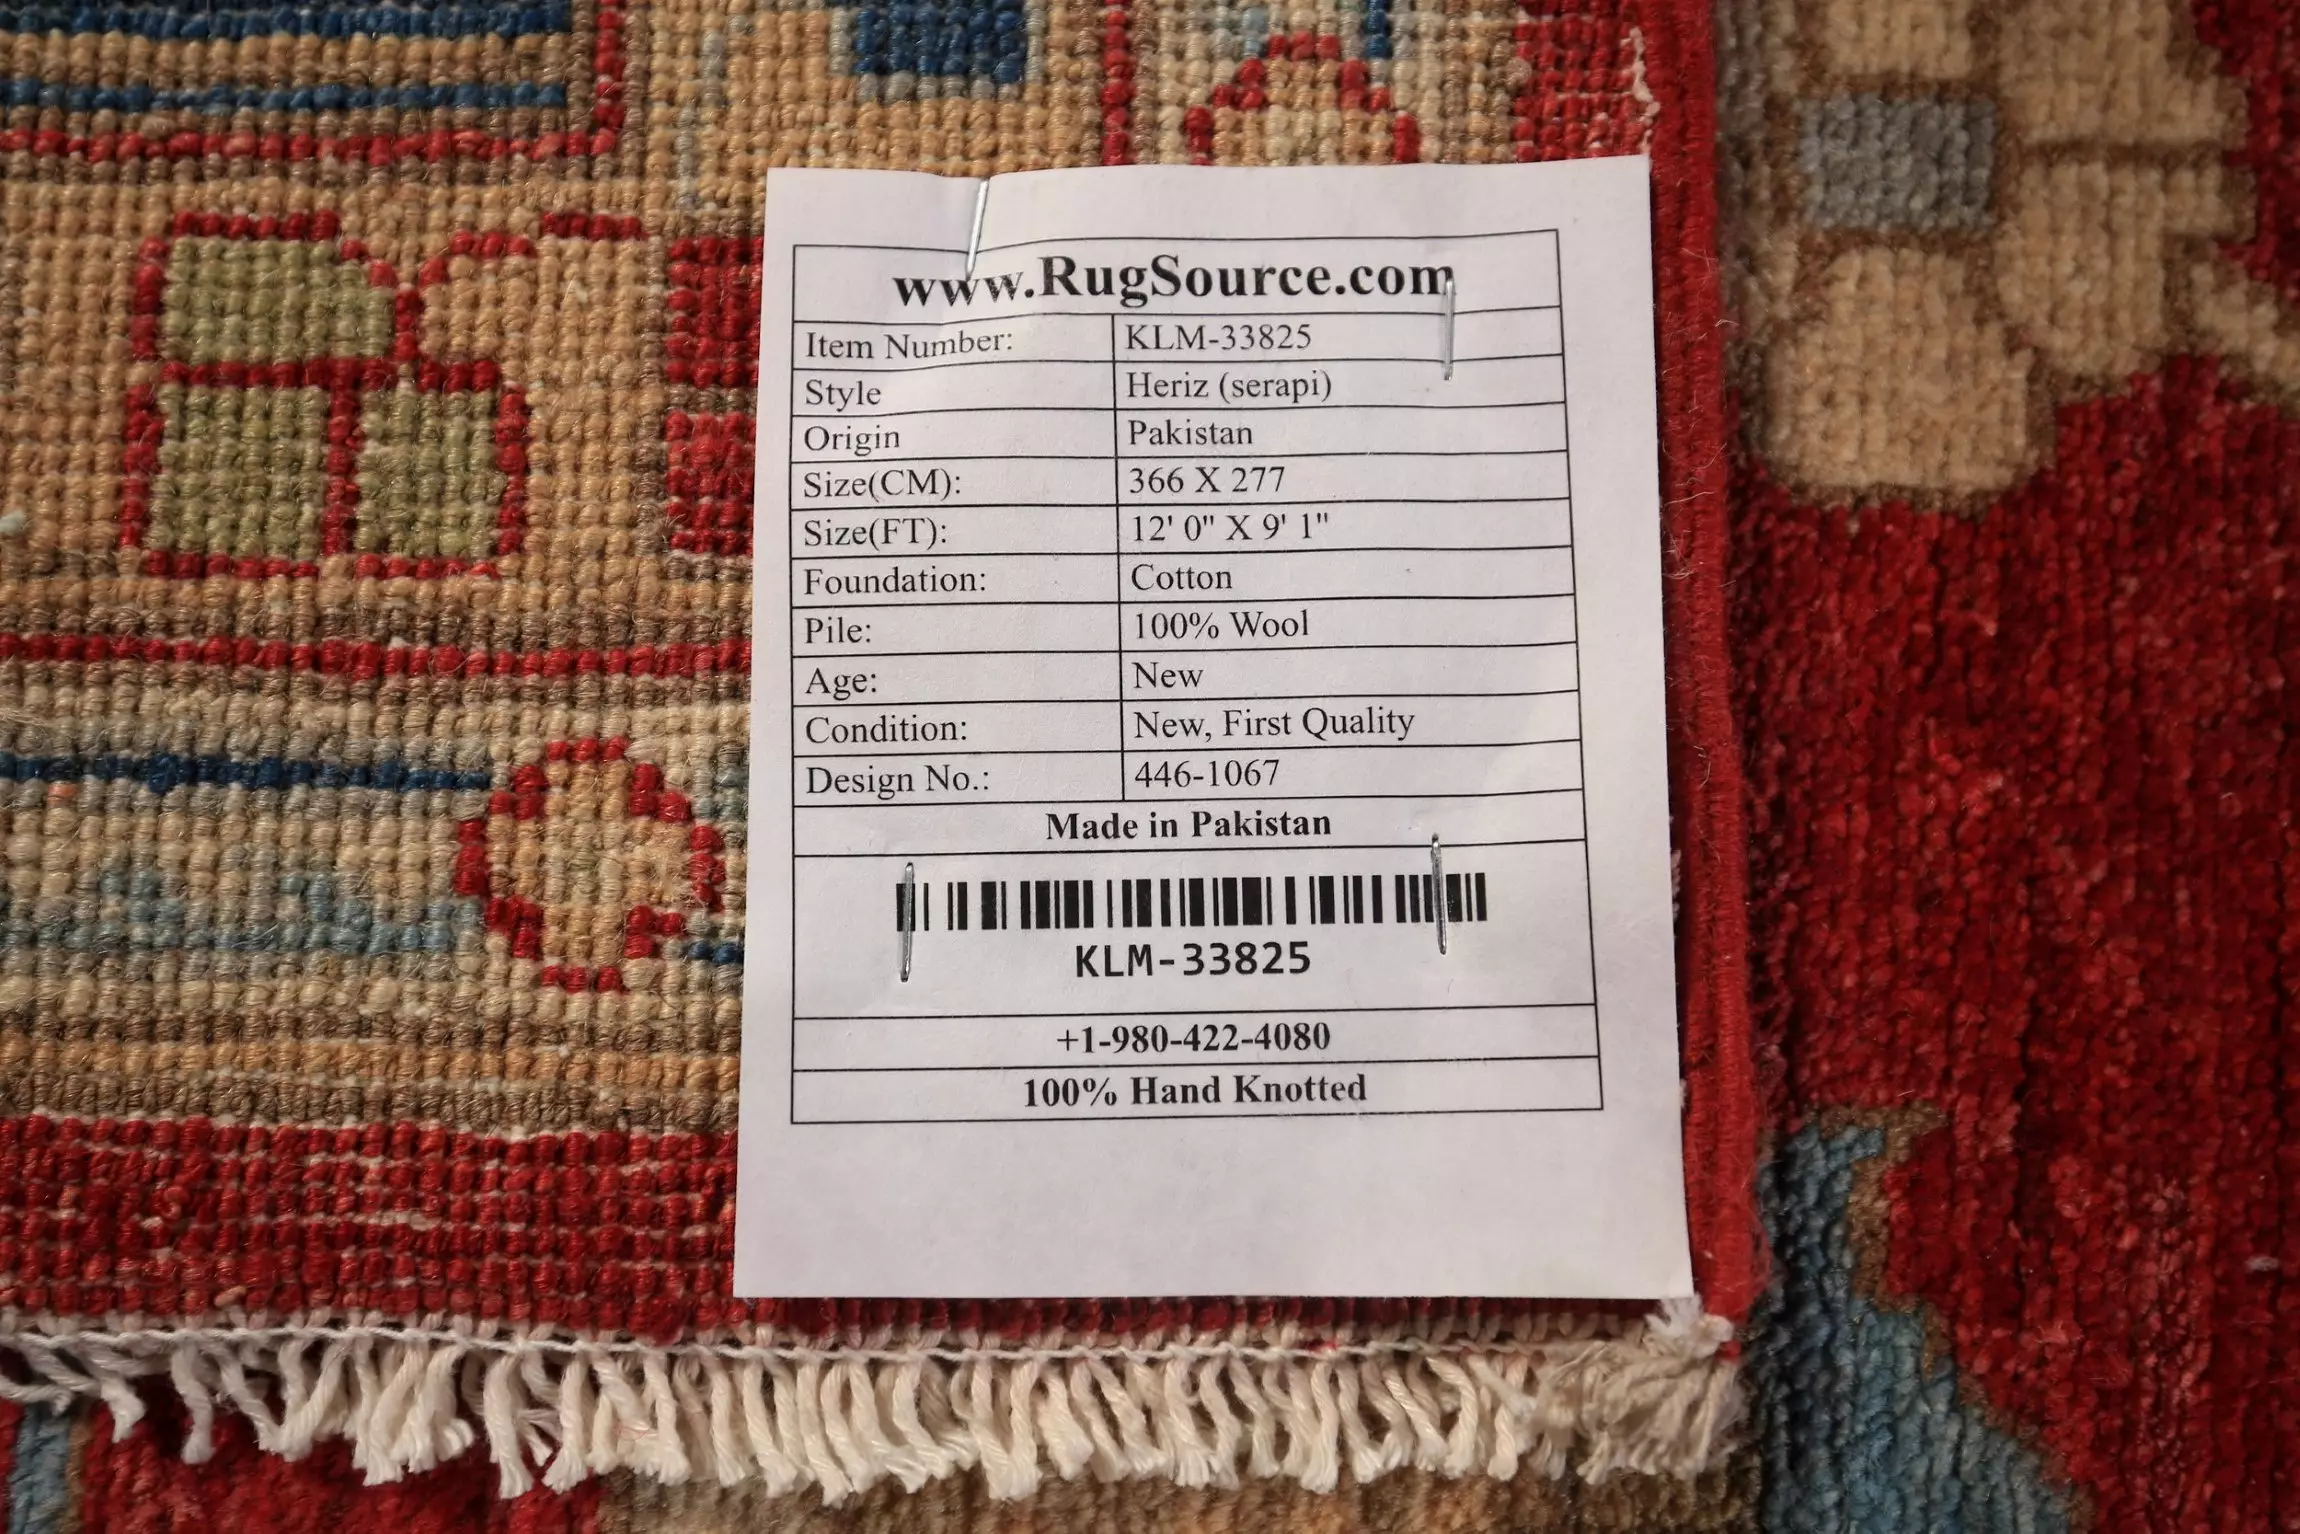 www.RugSource.com
Item Number: KLM-33825
Style Heriz (serapi)
Origin Pakistan
Size(CM): 366 X 277
Size(FT): 12' 0" X 9' 1"
Foundation: Cotton
Pile: 100% Wool
Age: New
Condition: New, First Quality
Design No.: 446-1067
Made in Pakistan
KLM-33825
+1-980-422-4080
100% Hand Knotted